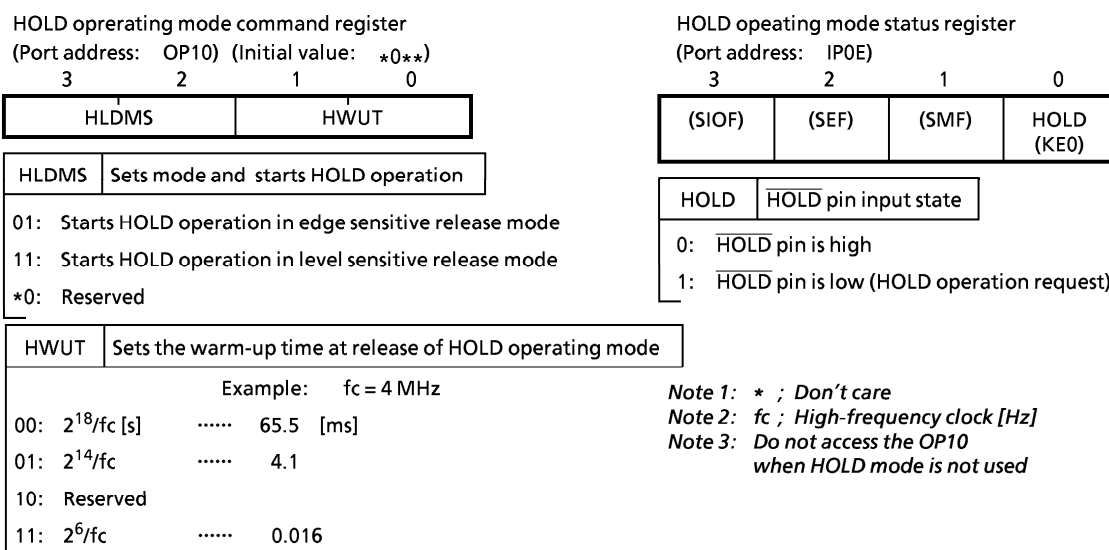 HOLD oprerating mode command register
(Port address: OP10) (Initial value: *0**)
3 2 1 0
HLDMS HWUT
HLDMS Sets mode and starts HOLD operation
01: Starts HOLD operation in edge sensitive release mode
11: Starts HOLD operation in level sensitive release mode
*0: Reserved
HWUT Sets the warm-up time at release of HOLD operating mode
Example: fc = 4 MHz
00: 2^18/fc [s] ······ 65.5 [ms]
01: 2^14/fc ······ 4.1
10: Reserved
11: 2^6/fc ······ 0.016
HOLD opeating mode status register
(Port address: IP0E)
3 2 1 0
(SIOF) (SEF) (SMF) HOLD
(KE0)
HOLD HOLD pin input state
0: HOLD pin is high
1: HOLD pin is low (HOLD operation request)
Note 1: * ; Don't care
Note 2: fc ; High-frequency clock [Hz]
Note 3: Do not access the OP10
when HOLD mode is not used